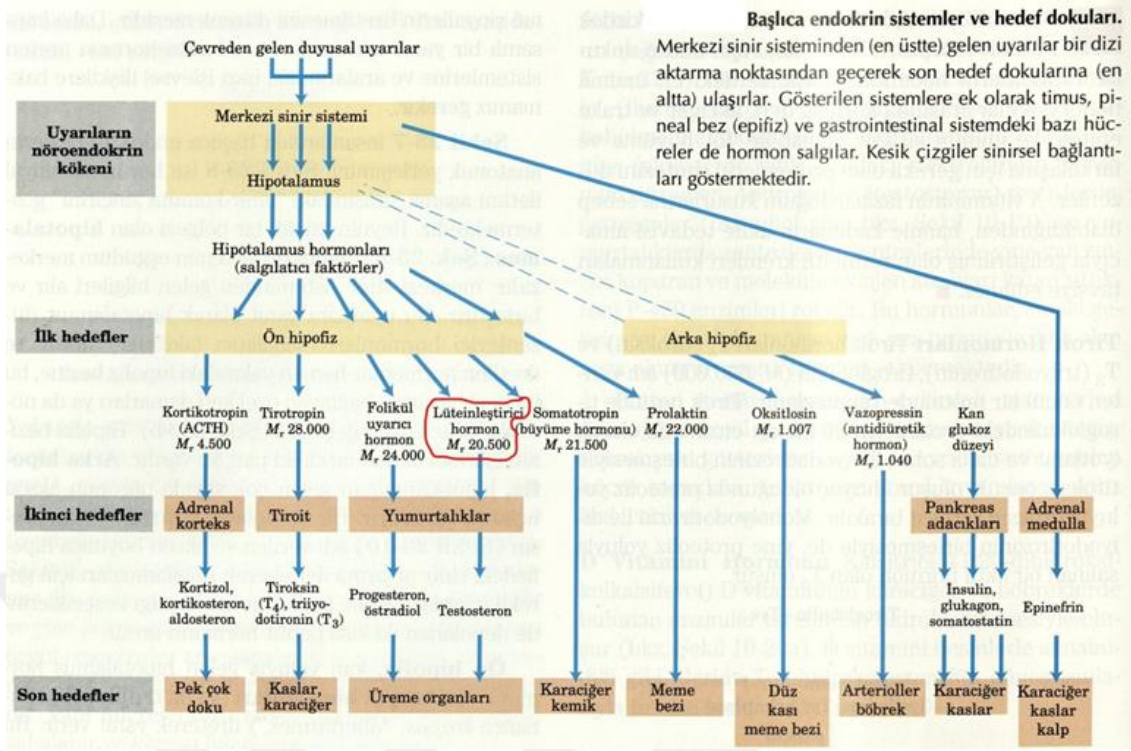 Başlıca endokrin sistemler ve hedef dokuları.
Merkezi sinir sisteminden (en üstte) gelen uyarılar bir dizi
aktarma noktasından geçerek son hedef dokularına (en
altta) ulaşırlar. Gösterilen sistemlere ek olarak timus, pi-
neal bez (epifiz) ve gastrointestinal sistemdeki bazı hüc-
reler de hormon salgılar. Kesik çizgiler sinirsel bağlantı-
ları göstermektedir.
Çevreden gelen duyusal uyarılar
Uyarıların
nöroendokrin
kökeni
Merkezi sinir sistemi
Hipotalamus
Hipotalamus hormonları
(salgılatıcı faktörler)
İlk hedefler
Ön hipofiz
Arka hipofiz
Kortikotropin
(ACTH)
Mr 4.500
Tirotropin
Mr 28.000
Folikül
uyarıcı
hormon
Mr 24.000
Lüteinleştirici
hormon
Mr 20.500
Somatotropin
(büyüme hormonu)
Mr 21.500
Prolaktin
Mr 22.000
Oksitlosin
Mr 1.007
Vazopressin
(antidiüretik
hormon)
Mr 1.040
Kan
glukoz
düzeyi
İkinci hedefler
Adrenal
korteks
Tiroit
Yumurtalıklar
Pankreas
adacıkları
Adrenal
medulla
Kortizol,
kortikosteron,
aldosteron
Tiroksin
(T4), triiyo-
dotironin (T3)
Progesteron,
östradiol
Testosteron
Insulin,
glukagon,
somatostatin
Epinefrin
Son hedefler
Pek çok
doku
Kaslar,
karaciğer
Üreme organları
Karaciğer
kemik
Meme
bezi
Düz
kası
meme bezi
Arterioller
böbrek
Karaciğer
kaslar
Karaciğer
kaslar
kalp